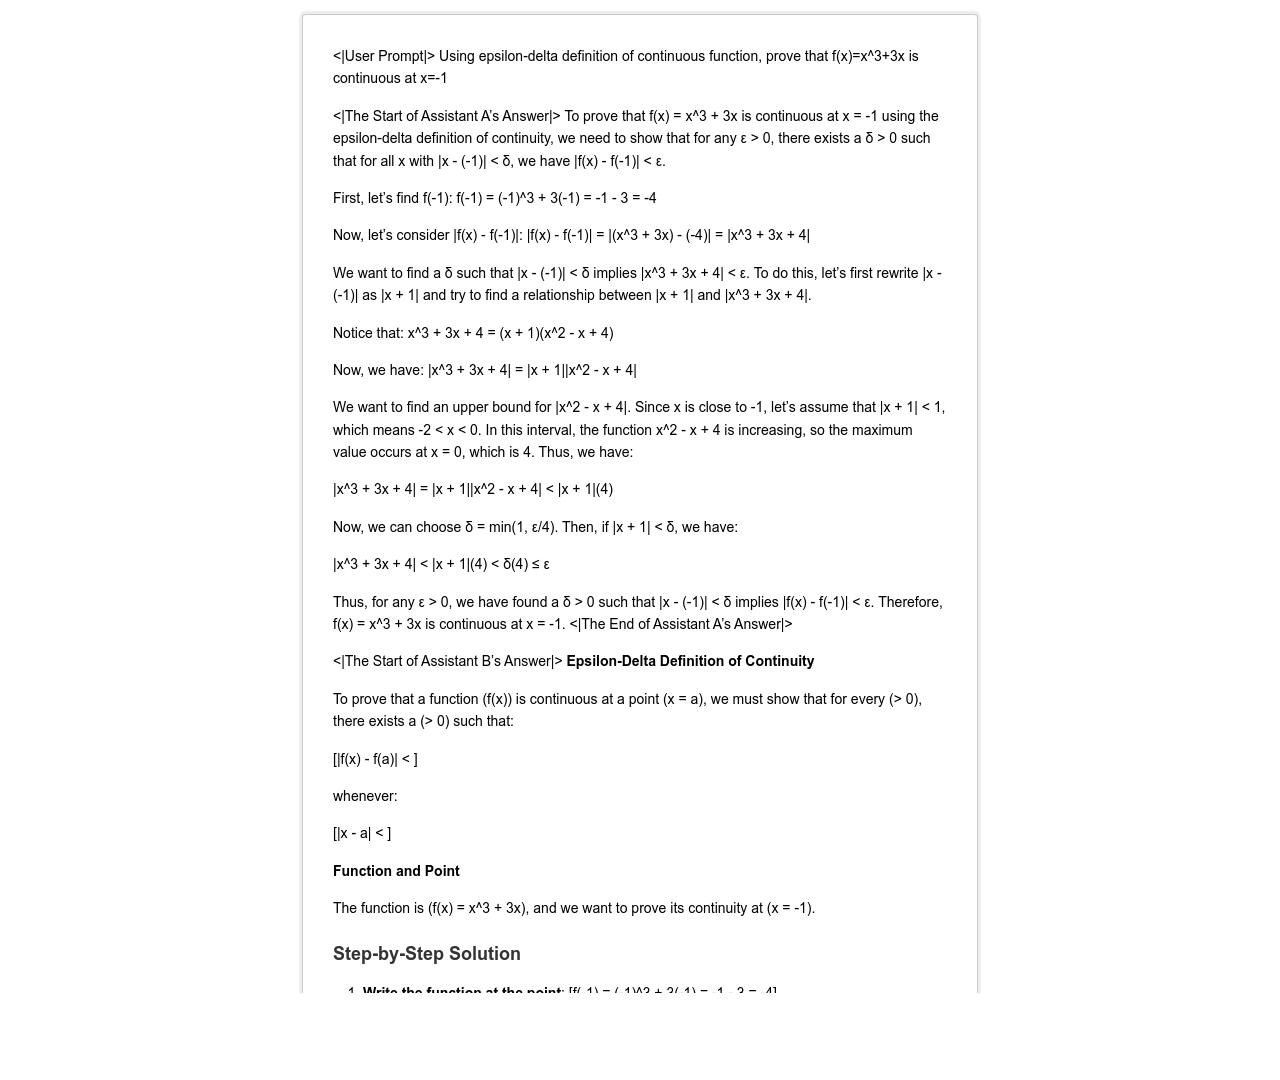 <|User Prompt|> Using epsilon-delta definition of continuous function, prove that f(x)=x^3+3x is
continuous at x=-1
<|The Start of Assistant A's Answer|> To prove that f(x) = x^3 + 3x is continuous at x = -1 using the
epsilon-delta definition of continuity, we need to show that for any ε > 0, there exists a δ > 0 such
that for all x with |x - (-1)| < δ, we have |f(x) - f(-1)| < ε.
First, let's find f(-1): f(-1) = (-1)^3 + 3(-1) = -1 - 3 = -4
Now, let's consider |f(x) - f(-1)|: |f(x) - f(-1)| = |(x^3 + 3x) - (-4)| = |x^3 + 3x + 4|
We want to find a δ such that |x - (-1)| < δ implies |x^3 + 3x + 4| < ε. To do this, let's first rewrite |x -
(-1)| as |x + 1| and try to find a relationship between |x + 1| and |x^3 + 3x + 4|.
Notice that: x^3 + 3x + 4 = (x + 1)(x^2 - x + 4)
Now, we have: |x^3 + 3x + 4| = |x + 1||x^2 - x + 4|
We want to find an upper bound for |x^2 - x + 4|. Since x is close to -1, let's assume that |x + 1| < 1,
which means -2 < x < 0. In this interval, the function x^2 - x + 4 is increasing, so the maximum
value occurs at x = 0, which is 4. Thus, we have:
|x^3 + 3x + 4| = |x + 1||x^2 - x + 4| < |x + 1|(4)
Now, we can choose δ = min(1, ε/4). Then, if |x + 1| < δ, we have:
|x^3 + 3x + 4| < |x + 1|(4) < δ(4) ≤ ε
Thus, for any ε > 0, we have found a δ > 0 such that |x - (-1)| < δ implies |f(x) - f(-1)| < ε. Therefore,
f(x) = x^3 + 3x is continuous at x = -1. <|The End of Assistant A's Answer|>
<|The Start of Assistant B's Answer|> Epsilon-Delta Definition of Continuity
To prove that a function (f(x)) is continuous at a point (x = a), we must show that for every (> 0),
there exists a (> 0) such that:
[|f(x) - f(a)| < ]
whenever:
[|x - a| < ]
Function and Point
The function is (f(x) = x^3 + 3x), and we want to prove its continuity at (x = -1).
Step-by-Step Solution
1. Write the function at the point: [f(-1) = (-1)^3 + 3(-1) = -1 - 3 = -4]